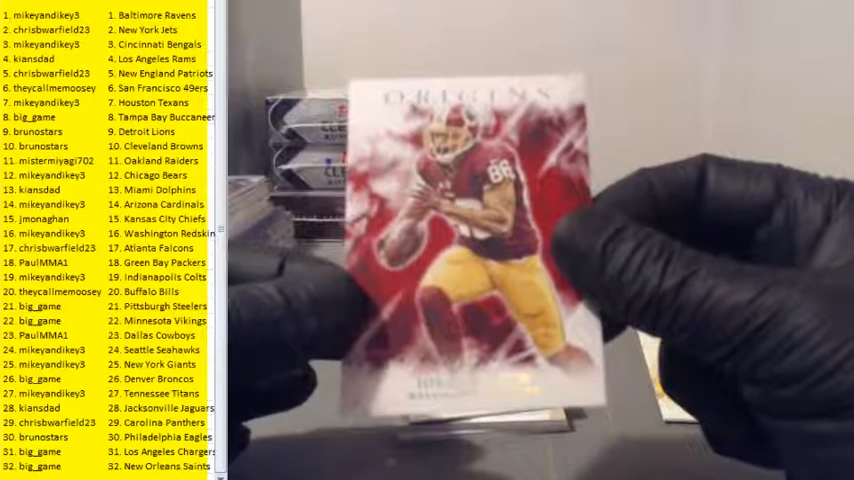 1. mikeyandikey3 1. Baltimore Ravens
2. chrisbwarfield23 2. New York Jets
3. mikeyandikey3 3. Cincinnati Bengals
4. kiansdad 4. Los Angeles Rams
5. chrisbwarfield23 5. New England Patriots
6. theycallmemoosey 6. San Francisco 49ers
7. mikeyandikey3 7. Houston Texans
8. big_game 8. Tampa Bay Buccaneer
9. brunostars 9. Detroit Lions
10. brunostars 10. Cleveland Browns
11. mistermiyagi702 11. Oakland Raiders
12. mikeyandikey3 12. Chicago Bears
13. kiansdad 13. Miami Dolphins
14. mikeyandikey3 14. Arizona Cardinals
15. jmonaghan 15. Kansas City Chiefs
16. mikeyandikey3 16. Washington Redskin
17. chrisbwarfield23 17. Atlanta Falcons
18. PaulMMA1 18. Green Bay Packers
19. mikeyandikey3 19. Indianapolis Colts
20. theycallmemoosey 20. Buffalo Bills
21. big_game 21. Pittsburgh Steelers
22. big_game 22. Minnesota Vikings
23. PaulMMA1 23. Dallas Cowboys
24. mikeyandikey3 24. Seattle Seahawks
25. mikeyandikey3 25. New York Giants
26. big_game 26. Denver Broncos
27. mikeyandikey3 27. Tennessee Titans
28. kiansdad 28. Jacksonville Jaguars
29. chrisbwarfield23 29. Carolina Panthers
30. brunostars 30. Philadelphia Eagles
31. big_game 31. Los Angeles Chargers
32. big_game 32. New Orleans Saints
ORIGINS
86